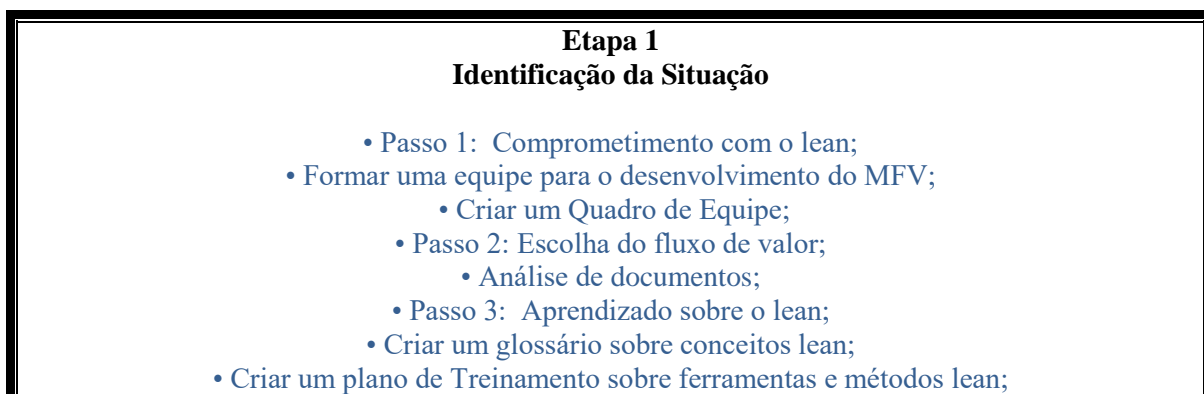 Etapa 1
Identificação da Situação
• Passo 1:  Comprometimento com o lean;
• Formar uma equipe para o desenvolvimento do MFV;
• Criar um Quadro de Equipe;
• Passo 2: Escolha do fluxo de valor;
• Análise de documentos;
• Passo 3:  Aprendizado sobre o lean;
• Criar um glossário sobre conceitos lean;
• Criar um plano de Treinamento sobre ferramentas e métodos lean;